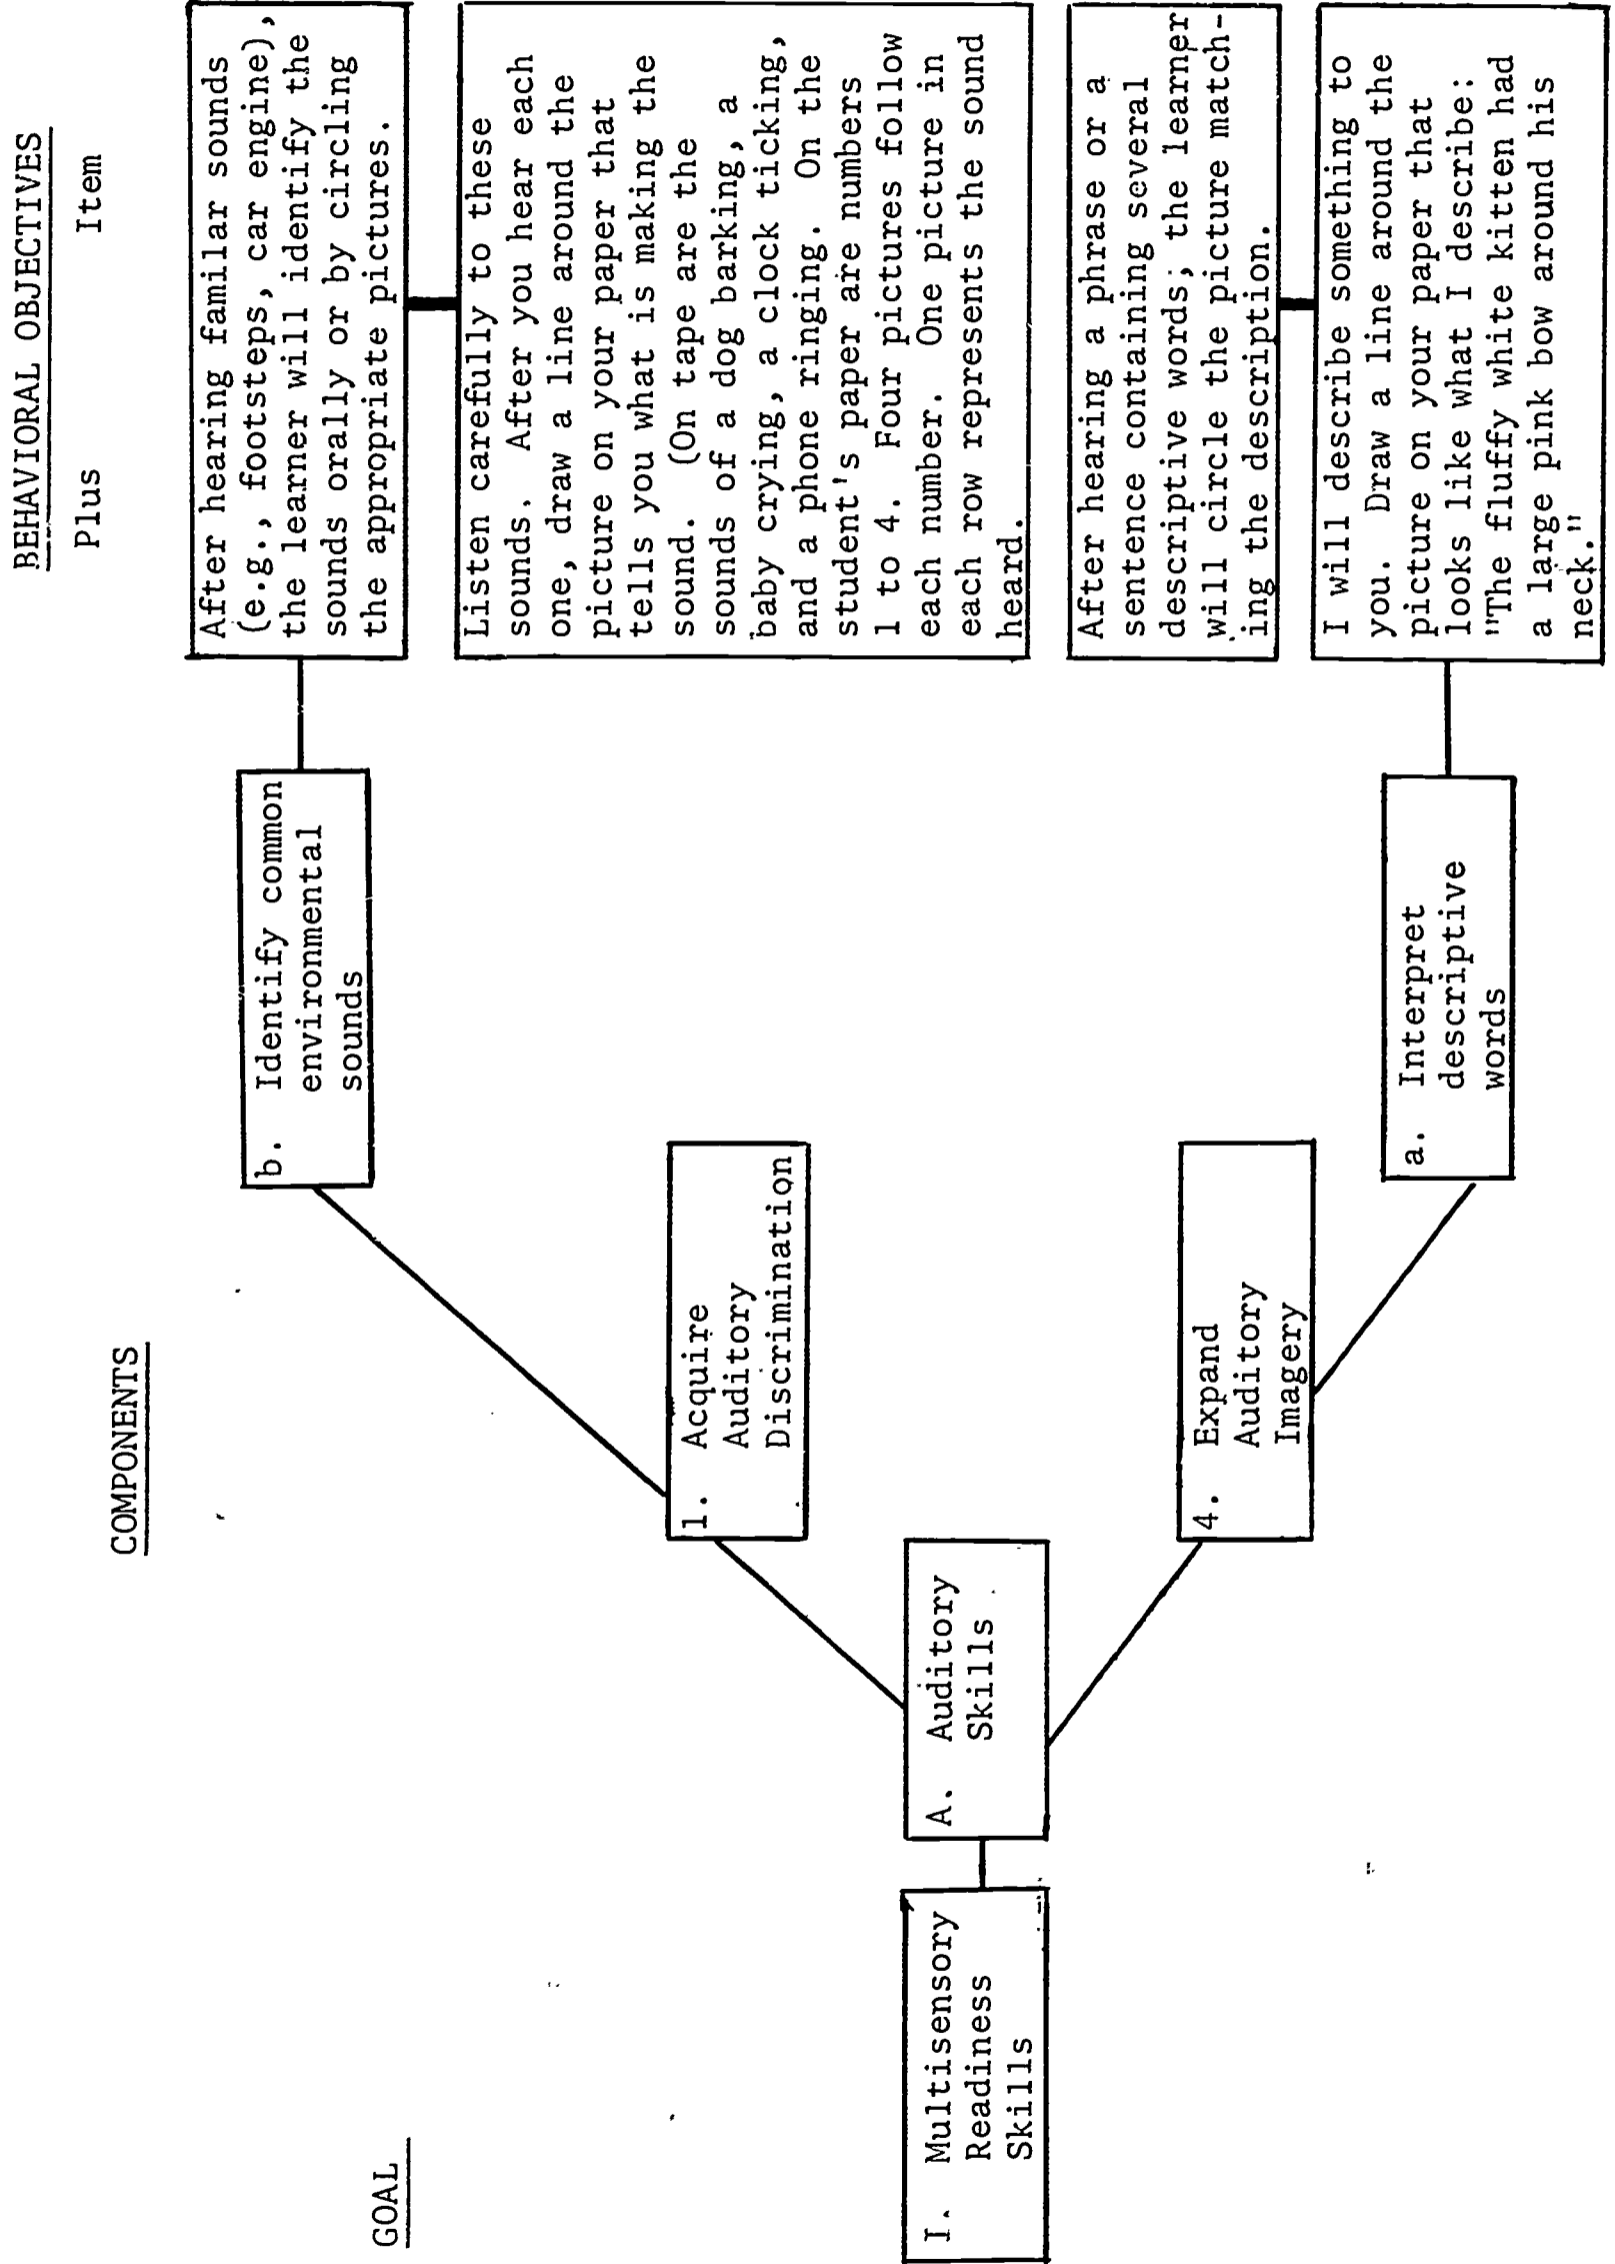 BEHAVIORAL OBJECTIVES
Plus Item
COMPONENTS
GOAL
I. Multisensory
Readiness
Skills
A. Auditory
Skills
1. Acquire
Auditory
Discrimination
b. Identify common
environmental
sounds
After hearing familar sounds
(e.g., footsteps, car engine),
the learner will identify the
sounds orally or by circling
the appropriate pictures.
Listen carefully to these
sounds. After you hear each
one, draw a line around the
picture on your paper that
tells you what is making the
sound. (On tape are the
sounds of a dog barking, a
baby crying, a clock ticking,
and a phone ringing. On the
student's paper are numbers
1 to 4. Four pictures follow
each number. One picture in
each row represents the sound
heard.
4. Expand
Auditory
Imagery
a. Interpret
descriptive
words
After hearing a phrase or a
sentence containing several
descriptive words; the learner
will circle the picture match-
ing the description.
I will describe something to
you. Draw a line around the
picture on your paper that
looks like what I describe:
"The fluffy white kitten had
a large pink bow around his
neck."